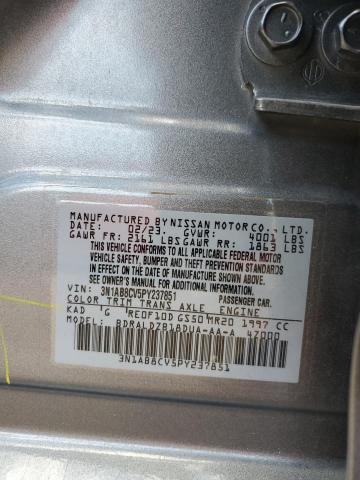 MANUFACTURED BY NISSAN MOTOR CO., LTD.
DATE: 02/23. GVWR: 4001 LBS
GAWR FR: 2161 LBS GAWR RR: 1863 LBS
THIS VEHICLE CONFORMS TO ALL APPLICABLE FEDERAL MOTOR
VEHICLE SAFETY, BUMPER AND THEFT PREVENTION STANDARDS
IN EFFECT ON THE DATE OF MANUFACTURE SHOWN ABOVE.
SEE OWNER'S MANUAL FOR ADDITIONAL INFORMATION.
VIN: 3N1AB8CV5PY237851 PASSENGER CAR.
COLOR TRIM TRANS AXLE ENGINE
KAD G RE0F10D GS50 MR20 1997 CC
MODEL: BDRALDZB18DUA-AA-A 47000
3N1AB8CV5PY237851